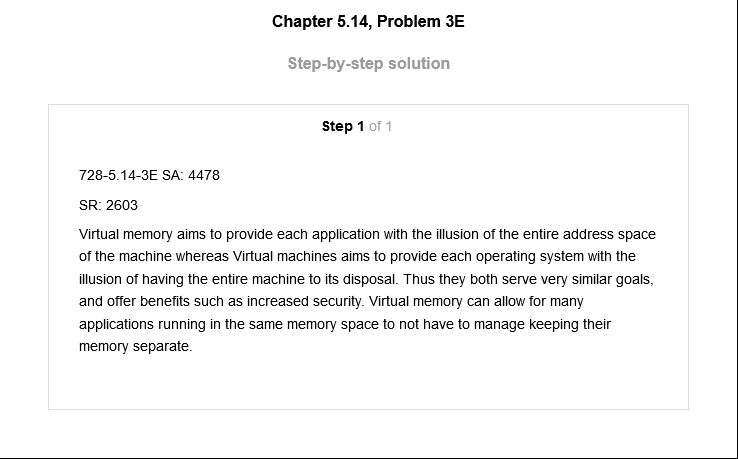 Chapter 5.14, Problem 3E
Step-by-step solution
Step 1 of 1
728-5.14-3E SA: 4478
SR: 2603
Virtual memory aims to provide each application with the illusion of the entire address space
of the machine whereas Virtual machines aims to provide each operating system with the
illusion of having the entire machine to its disposal. Thus they both serve very similar goals,
and offer benefits such as increased security. Virtual memory can allow for many
applications running in the same memory space to not have to manage keeping their
memory separate.